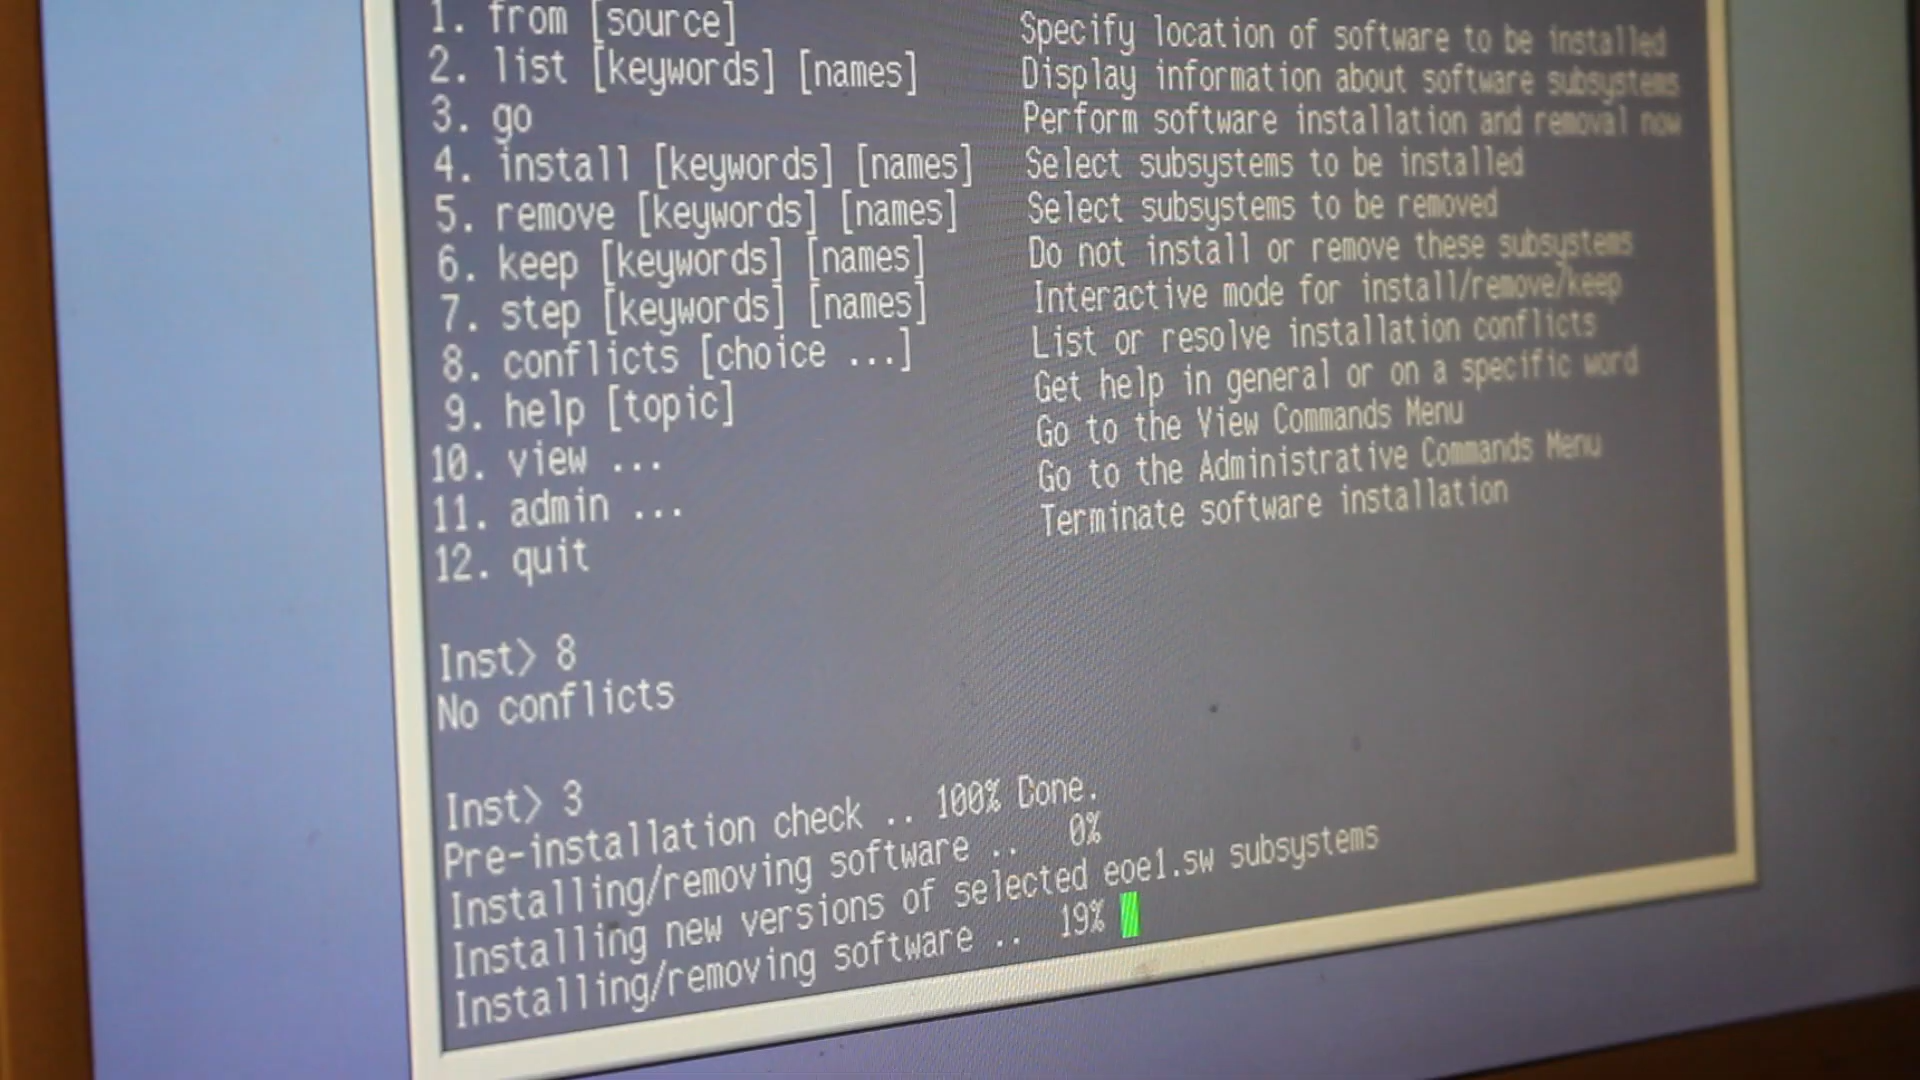 1. from [source] Specify location of software to be installed
2. list [keywords] [names] Display information about software subsystems
3. go Perform software installation and removal now
4. install [keywords] [names] Select subsystems to be installed
5. remove [keywords] [names] Select subsystems to be removed
6. keep [keywords] [names] Do not install or remove these subsystems
7. step [keywords] [names] Interactive mode for install/remove/keep
8. conflicts [choice ...] List or resolve installation conflicts
9. help [topic] Get help in general or on a specific word
10. view ... Go to the View Commands Menu
11. admin ... Go to the Administrative Commands Menu
12. quit Terminate software installation
Inst> 8
No conflicts
Inst> 3
Pre-installation check .. 100% Done.
Installing/removing software .. 0%
Installing new versions of selected eoe1.sw subsystems
Installing/removing software .. 19%